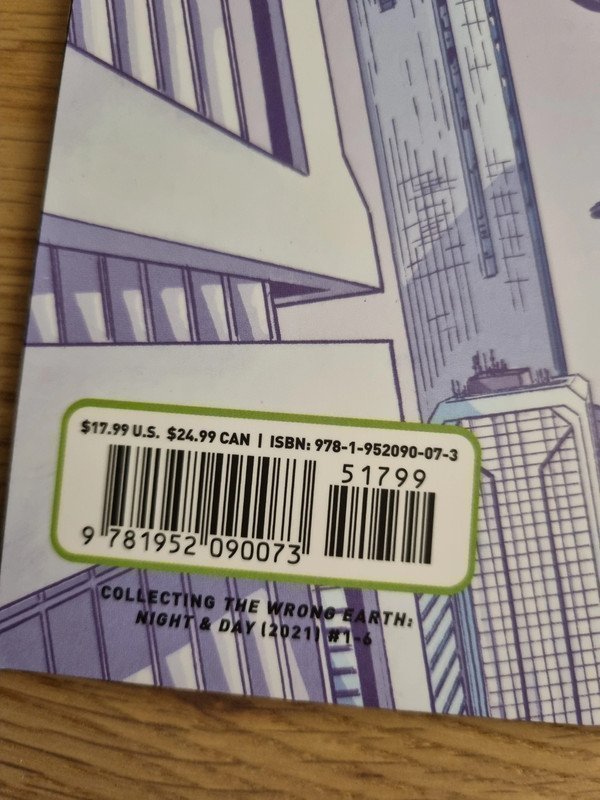 $17.99 U.S. $24.99 CAN | ISBN: 978-1-952090-07-3
51799
9 781952 090073
COLLECTING THE WRONG EARTH:
NIGHT & DAY (2021) #1-6